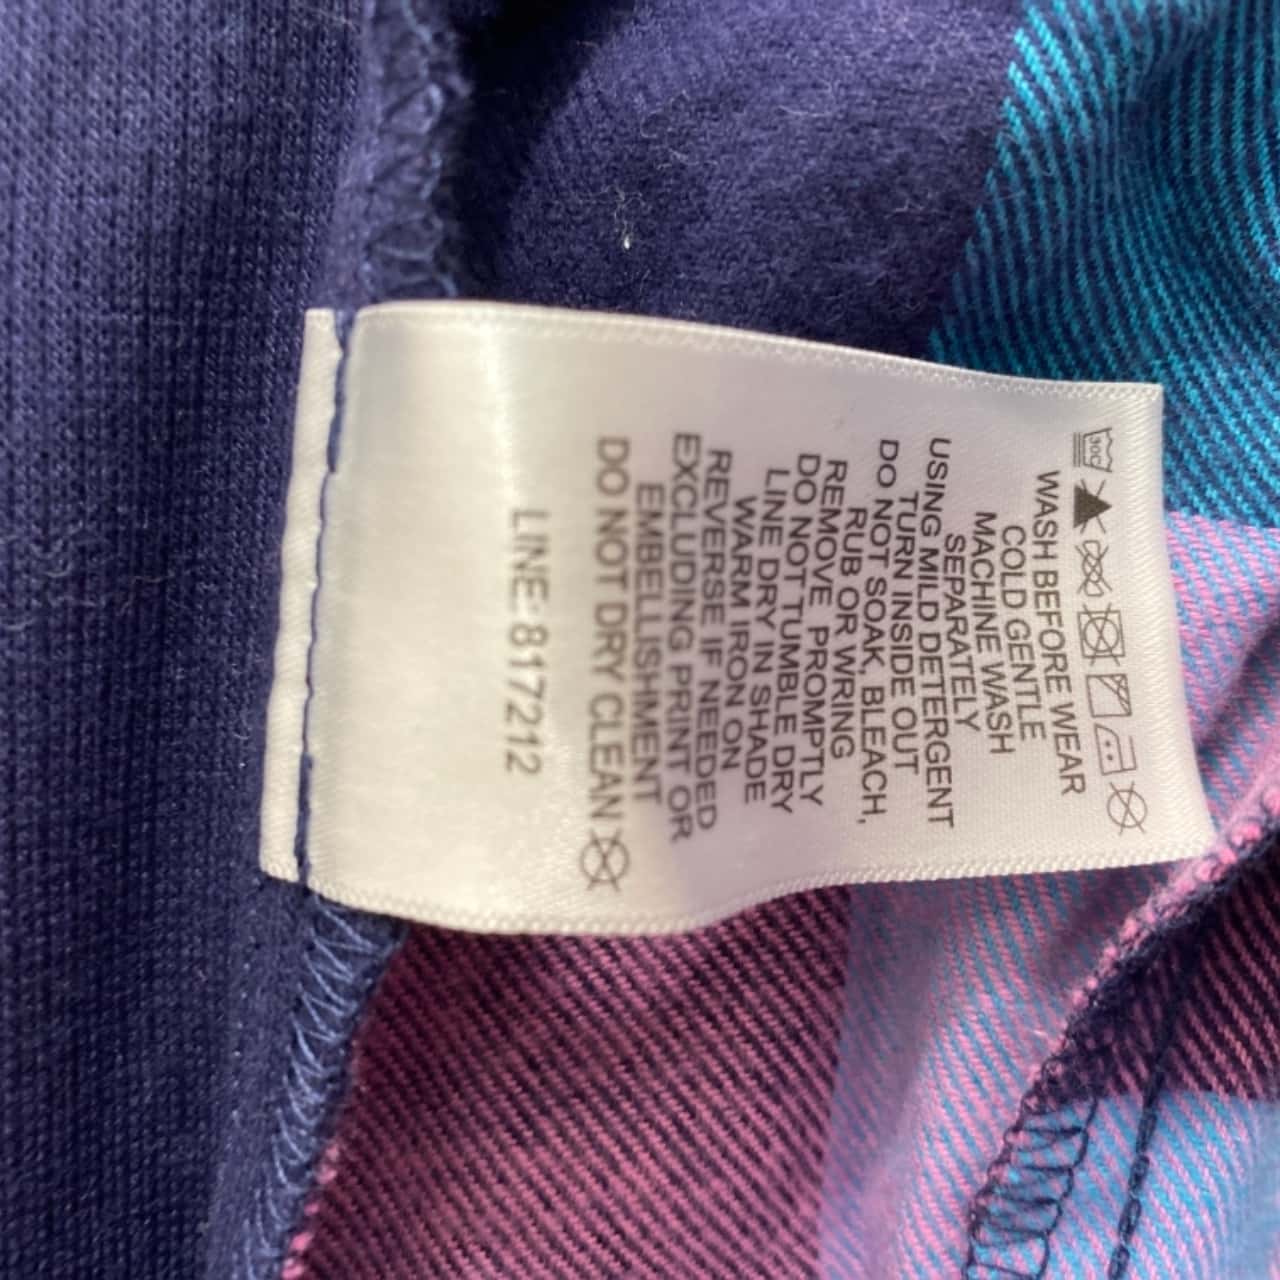 30C
WASH BEFORE WEAR
COLD GENTLE
MACHINE WASH
SEPARATELY
USING MILD DETERGENT
TURN INSIDE OUT
DO NOT SOAK, BLEACH,
RUB OR WRING
REMOVE PROMPTLY
DO NOT TUMBLE DRY
LINE DRY IN SHADE
WARM IRON ON
REVERSE IF NEEDED
EXCLUDING PRINT OR
EMBELLISHMENT
DO NOT DRY CLEAN
LINE: 817212